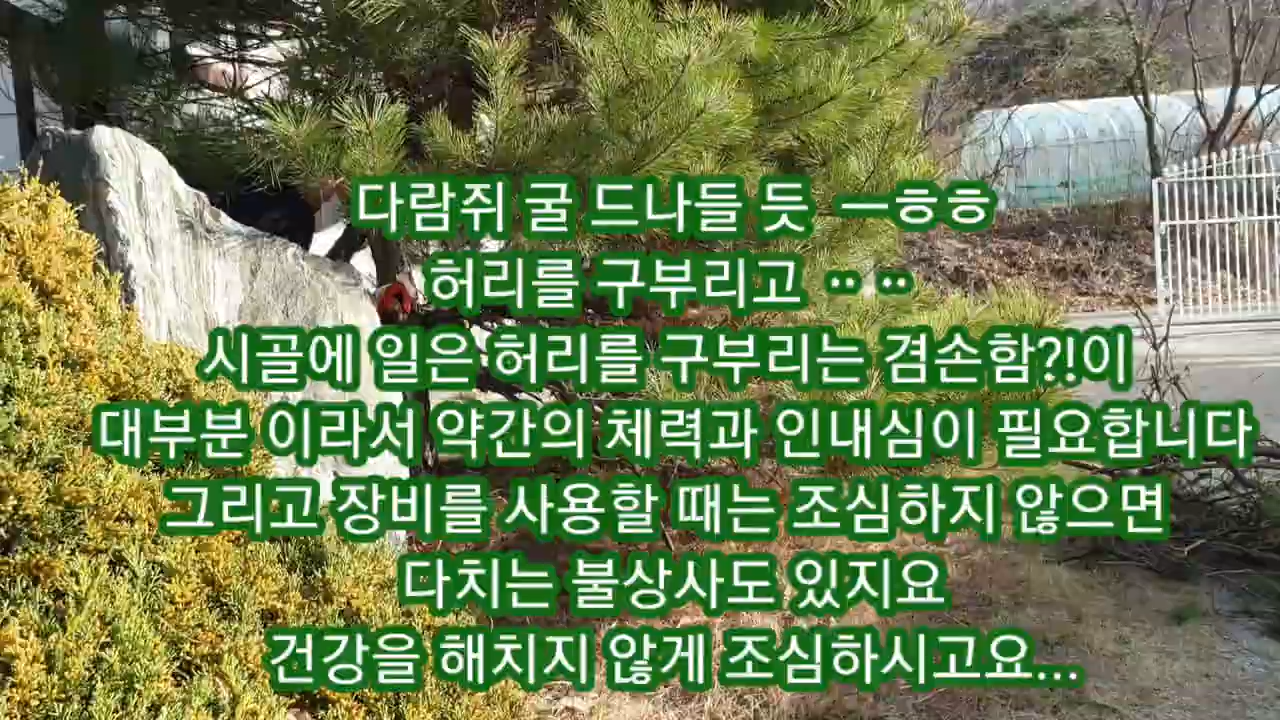 다람쥐 굴 드나들 듯 ㅡㅎㅎ
허리를 구부리고 ·· ··
시골에 일은 허리를 구부리는 겸손함?!이
대부분 이라서 약간의 체력과 인내심이 필요합니다
그리고 장비를 사용할 때는 조심하지 않으면
다치는 불상사도 있지요
건강을 해치지 않게 조심하시고요...